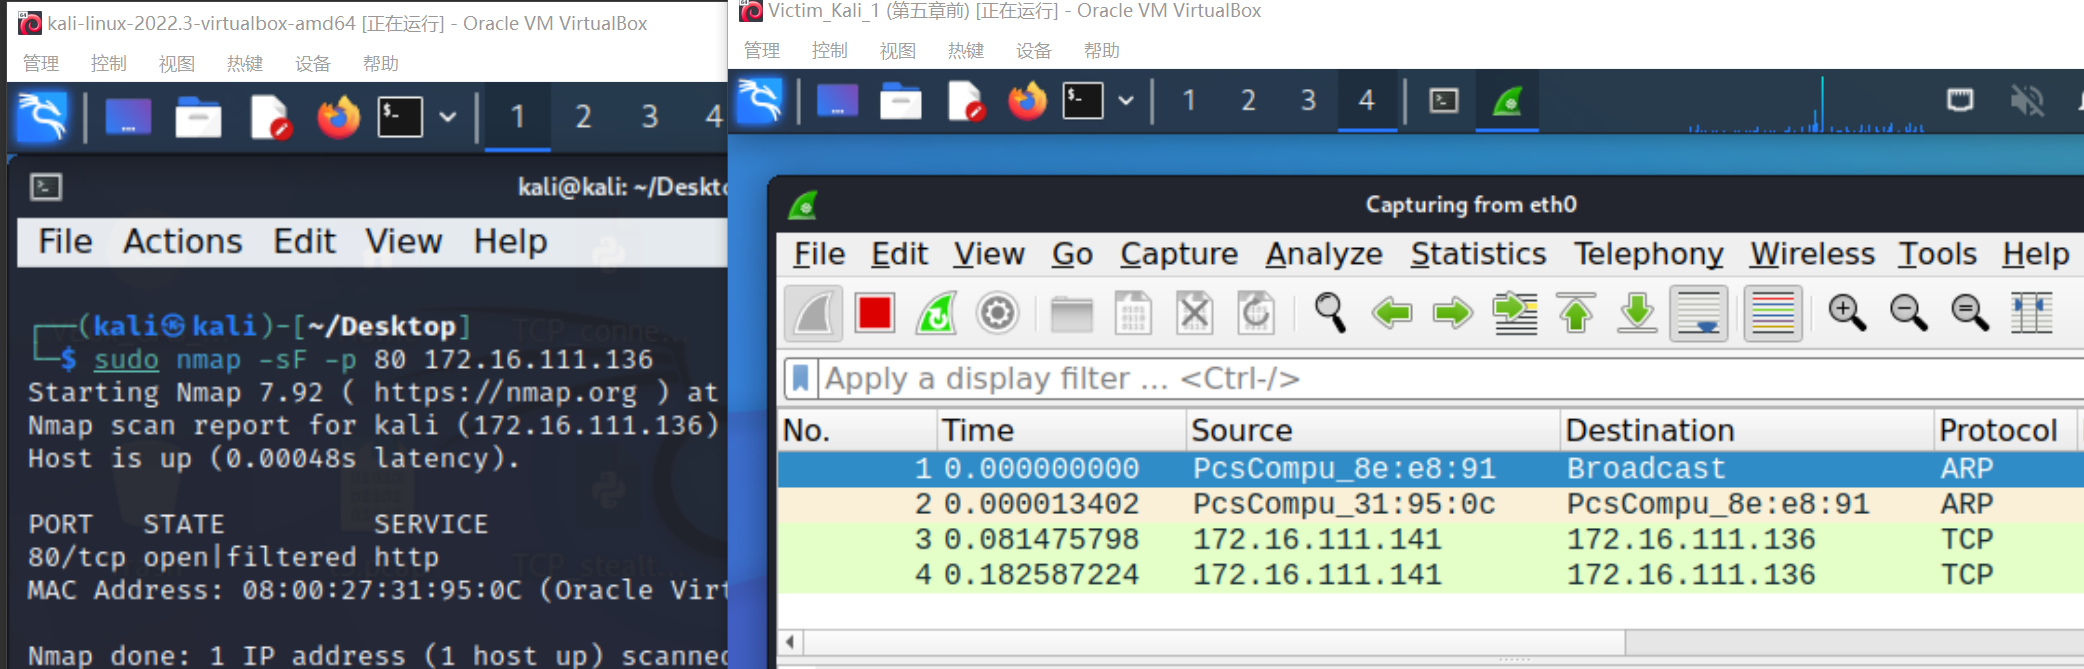 kali-linux-2022.3-virtualbox-amd64 [正在运行] - Oracle VM VirtualBox
管理 控制 视图 热键 设备 帮助
1 2 3 4
kali@kali: ~/Deskto
File Actions Edit View Help
(kali㉿kali)-[~/Desktop]
$ sudo nmap -sF -p 80 172.16.111.136
Starting Nmap 7.92 ( https://nmap.org ) at
Nmap scan report for kali (172.16.111.136)
Host is up (0.00048s latency).
PORT STATE SERVICE
80/tcp open|filtered http
MAC Address: 08:00:27:31:95:0C (Oracle Virt
Nmap done: 1 IP address (1 host up) scanned
Victim_Kali_1 (第五章前) [正在运行] - Oracle VM VirtualBox
管理 控制 视图 热键 设备 帮助
1 2 3 4
Capturing from eth0
File Edit View Go Capture Analyze Statistics Telephony Wireless Tools Help
Apply a display filter ... <Ctrl-/>
No. Time Source Destination Protocol
1 0.000000000 PcsCompu_8e:e8:91 Broadcast ARP
2 0.000013402 PcsCompu_31:95:0c PcsCompu_8e:e8:91 ARP
3 0.081475798 172.16.111.141 172.16.111.136 TCP
4 0.182587224 172.16.111.141 172.16.111.136 TCP